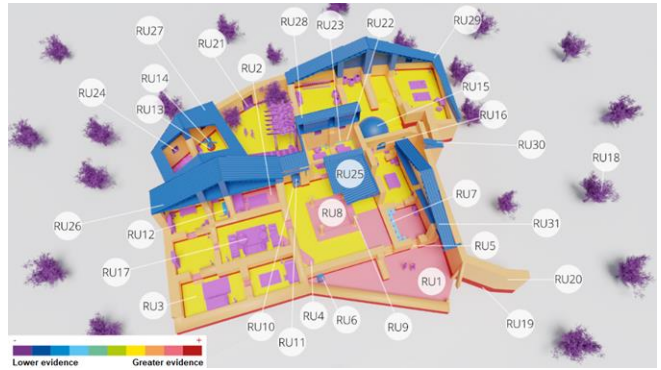 RU28
RU23
RU22
RU29
RU27
RU21
RU2
RU14
RU13
RU24
RU15
RU16
RU30
RU18
RU25
RU7
RU8
RU26
RU12
RU31
RU5
RU17
RU1
RU20
RU3
RU10
RU4
RU6
RU9
RU19
RU11
- +
Lower evidence Greater evidence